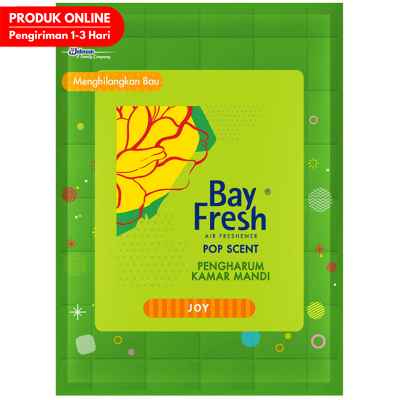 PRODUK ONLINE
Pengiriman 1-3 Hari
Johnson
A Family Company
Menghilangkan Bau
Bay ®
Fresh
AIR FRESHENER
POP SCENT
PENGHARUM
KAMAR MANDI
JOY